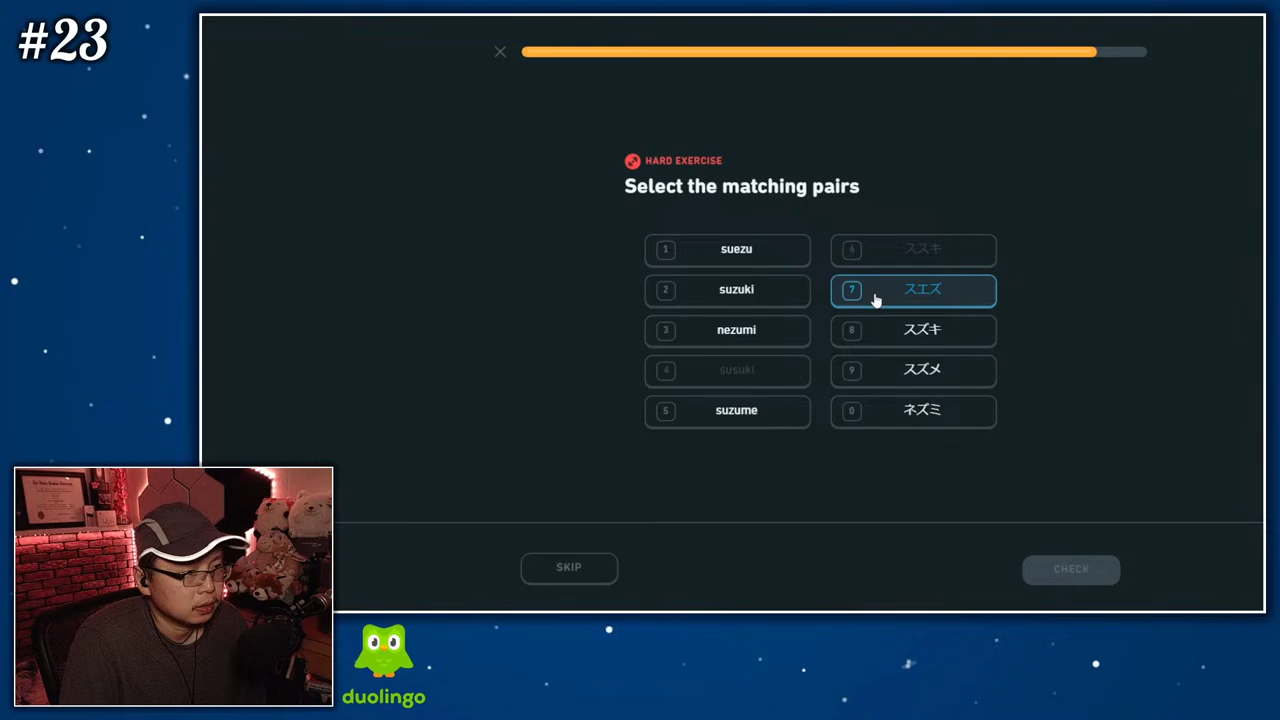 #23
HARD EXERCISE
Select the matching pairs
1 suezu
6 ススキ
2 suzuki
7 スエズ
3 nezumi
8 スズキ
4 susuki
9 スズメ
5 suzume
0 ネズミ
SKIP
CHECK
duolingo